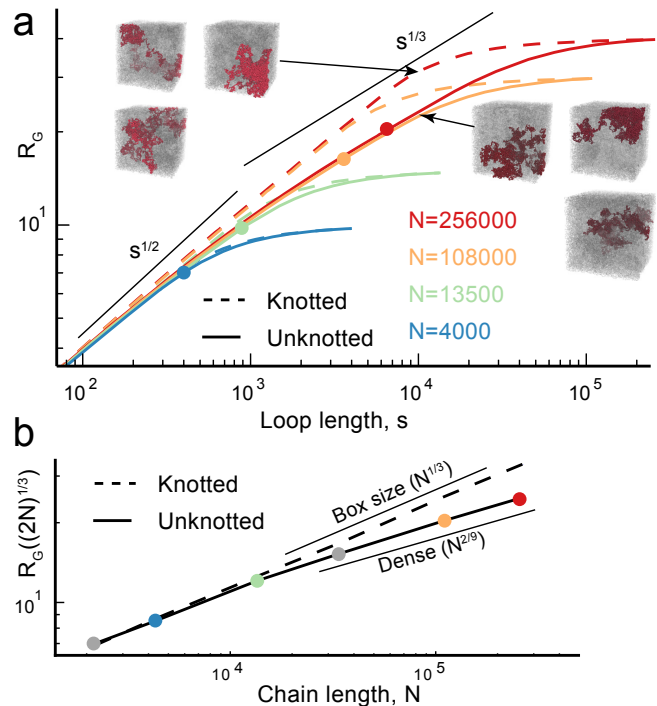 a
s^{1/3}
R_G
10^1
s^{1/2}
N=256000
N=108000
N=13500
N=4000
Knotted
Unknotted
10^2
10^3
10^4
10^5
Loop length, s
b
R_G((2N)^{1/3})
Knotted
Unknotted
Box size (N^{1/3})
Dense (N^{2/9})
10^1
10^4
10^5
Chain length, N